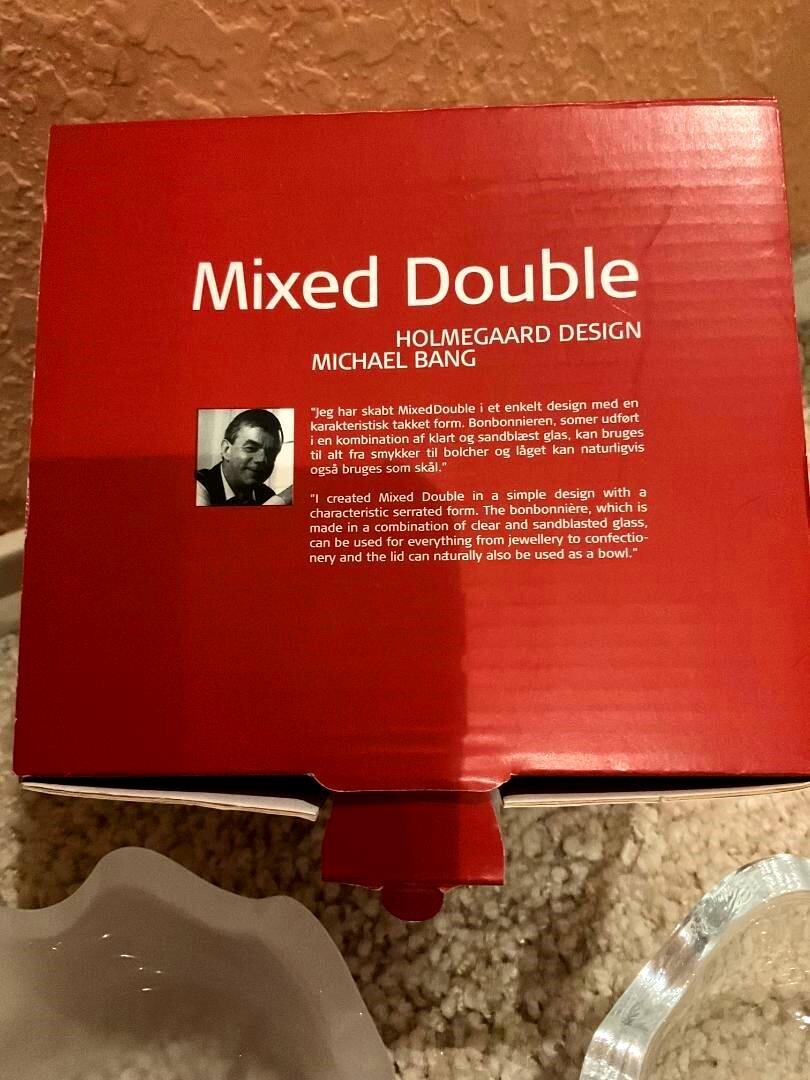 Mixed Double
HOLMEGAARD DESIGN
MICHAEL BANG
"Jeg har skabt MixedDouble i et enkelt design med en
karakteristisk takket form. Bonbonnieren, somer udført
i en kombination af klart og sandblæst glas, kan bruges
til alt fra smykker til bolcher og låget kan naturligvis
også bruges som skål."
"I created Mixed Double in a simple design with a
characteristic serrated form. The bonbonnière, which is
made in a combination of clear and sandblasted glass,
can be used for everything from jewellery to confectio-
nery and the lid can naturally also be used as a bowl."